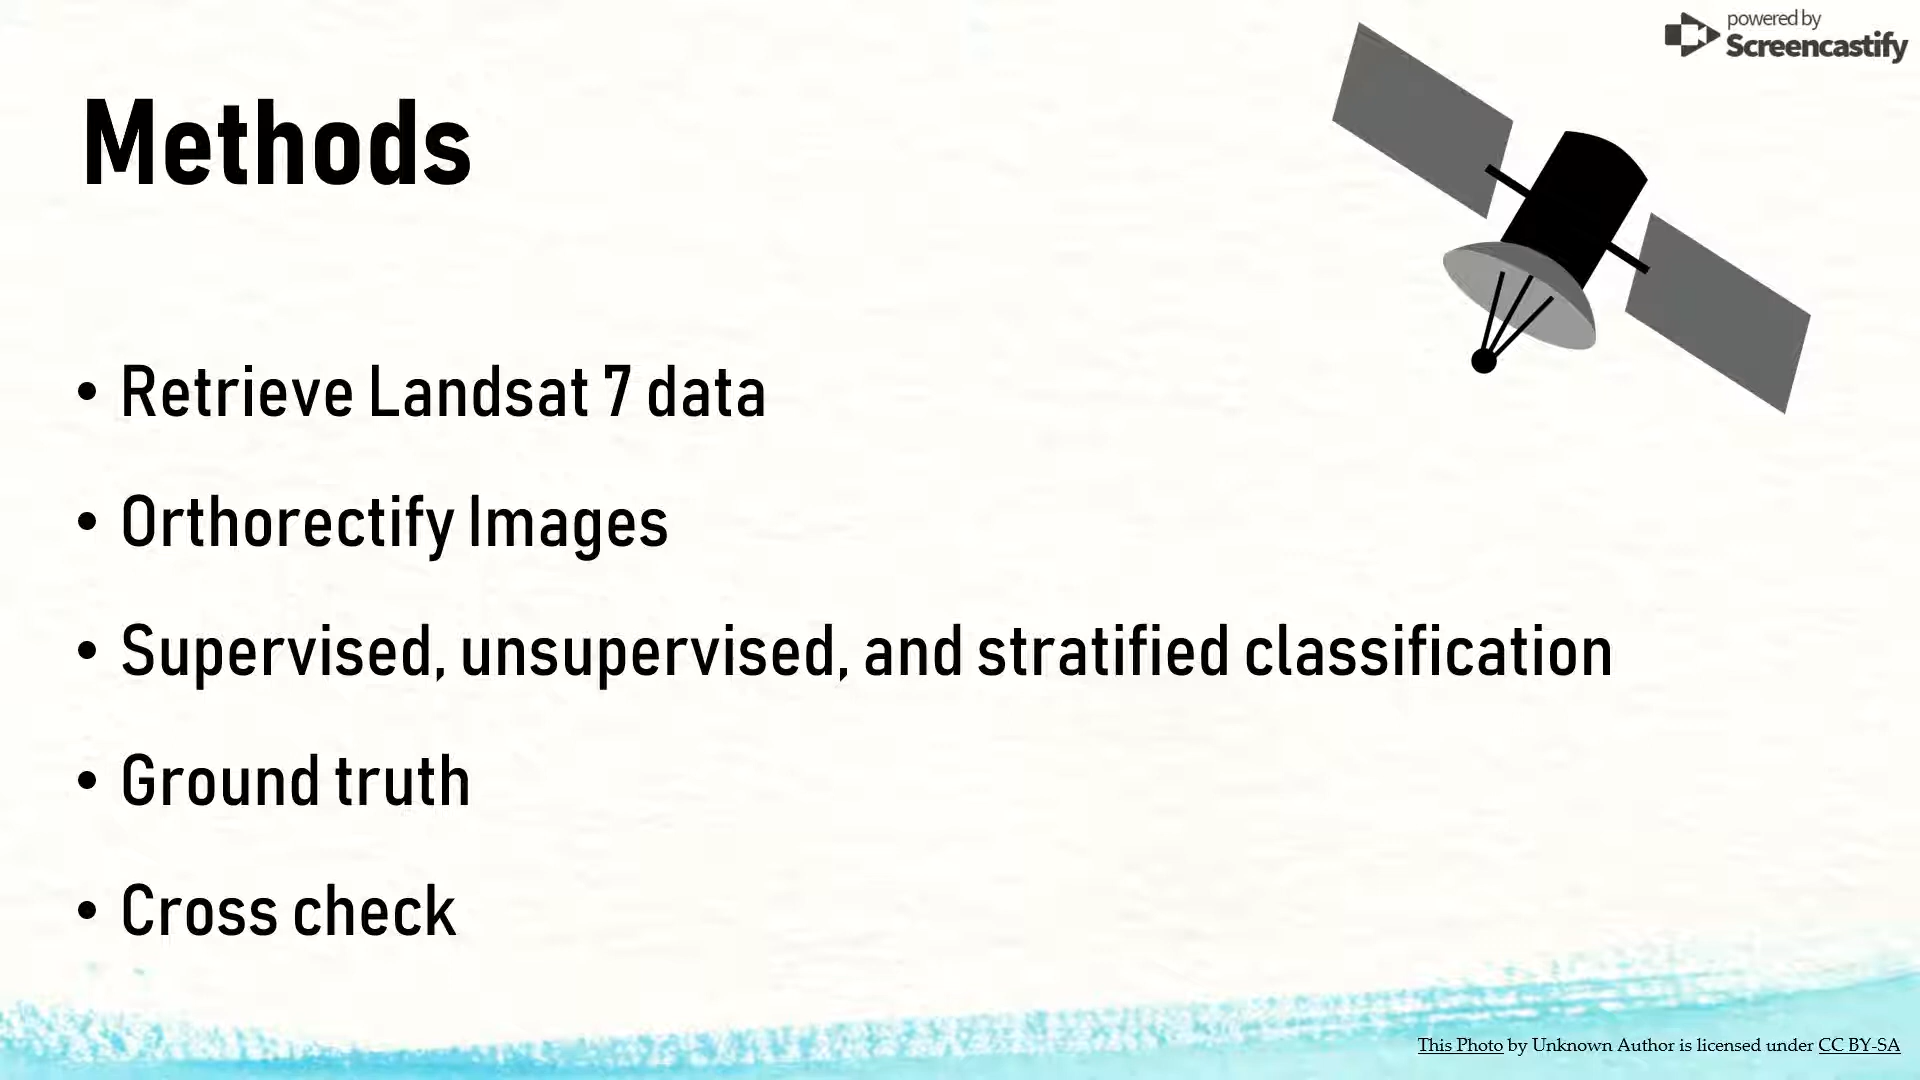 powered by
Screencastify
Methods
• Retrieve Landsat 7 data
• Orthorectify Images
• Supervised, unsupervised, and stratified classification
• Ground truth
• Cross check
This Photo by Unknown Author is licensed under CC BY-SA